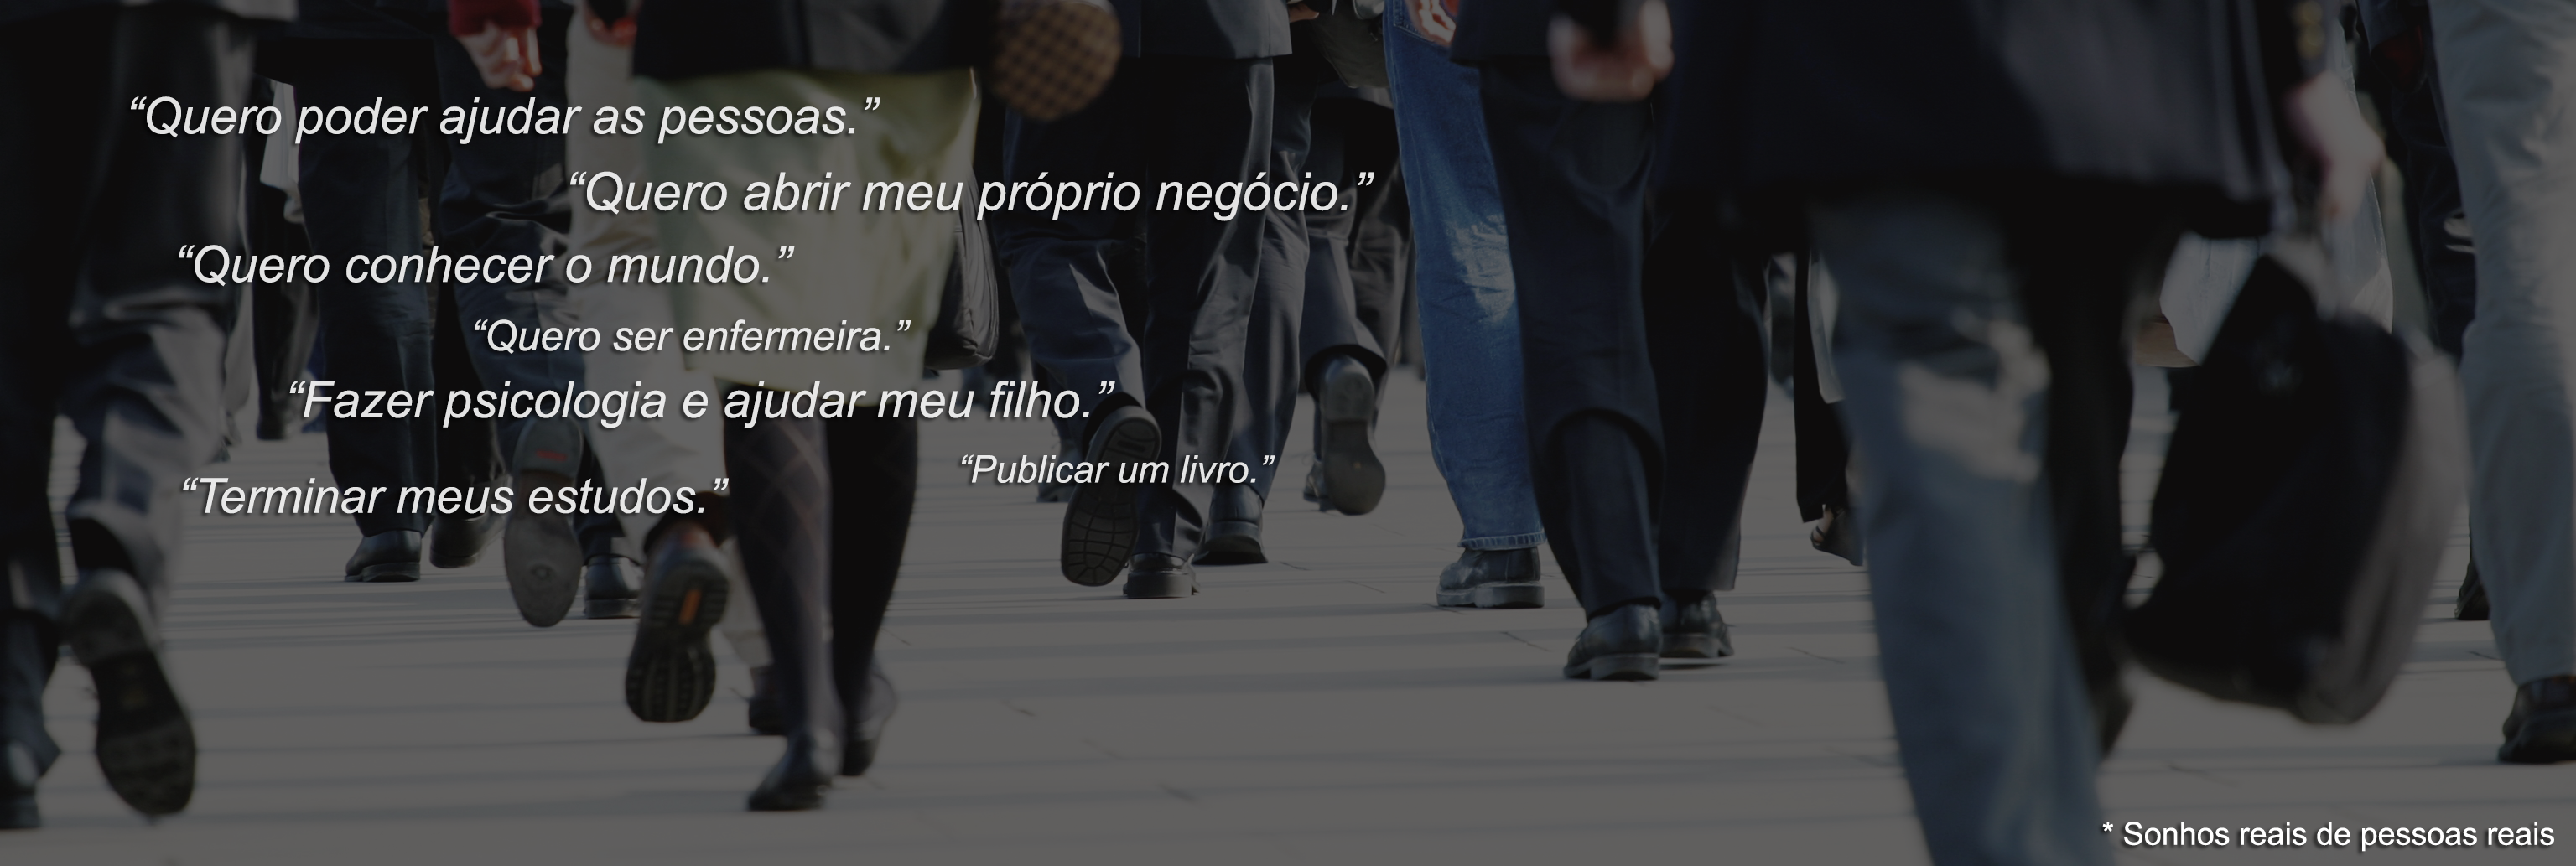 “Quero poder ajudar as pessoas.”
“Quero abrir meu próprio negócio.”
“Quero conhecer o mundo.”
“Quero ser enfermeira.”
“Fazer psicologia e ajudar meu filho.”
“Publicar um livro.”
“Terminar meus estudos.”
* Sonhos reais de pessoas reais